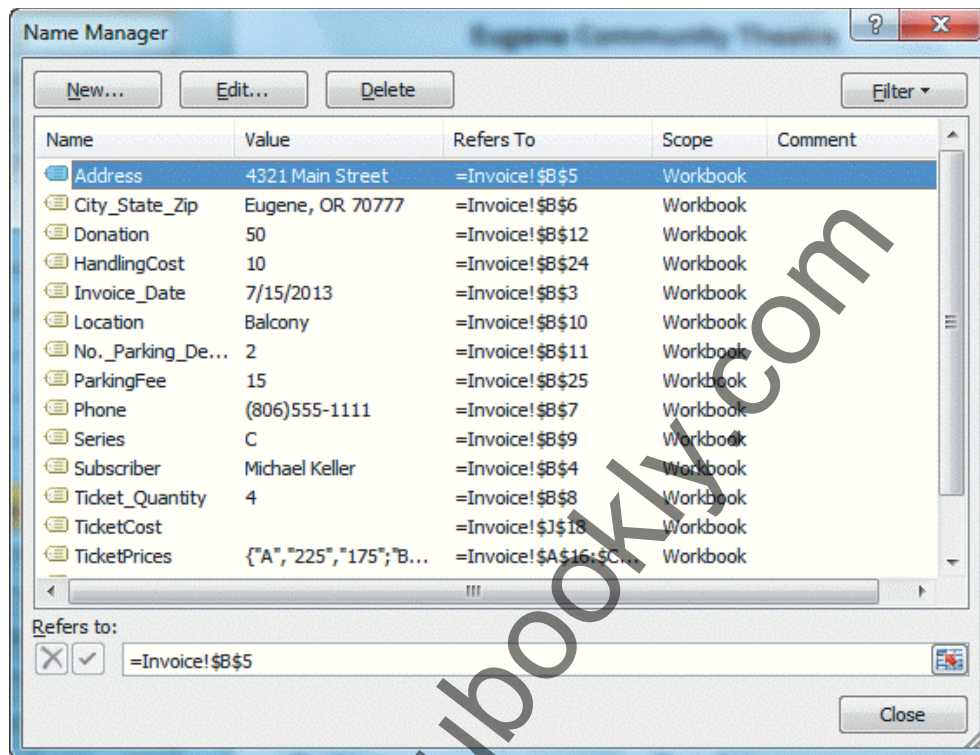 Name Manager
Eugene Community Theatre
New... Edit... Delete Filter
Name Value Refers To Scope Comment
Address 4321 Main Street =Invoice!$B$5 Workbook
City_State_Zip Eugene, OR 70777 =Invoice!$B$6 Workbook
Donation 50 =Invoice!$B$12 Workbook
HandlingCost 10 =Invoice!$B$24 Workbook
Invoice_Date 7/15/2013 =Invoice!$B$3 Workbook
Location Balcony =Invoice!$B$10 Workbook
No._Parking_De... 2 =Invoice!$B$11 Workbook
ParkingFee 15 =Invoice!$B$25 Workbook
Phone (806)555-1111 =Invoice!$B$7 Workbook
Series C =Invoice!$B$9 Workbook
Subscriber Michael Keller =Invoice!$B$4 Workbook
Ticket_Quantity 4 =Invoice!$B$8 Workbook
TicketCost =Invoice!$J$18 Workbook
TicketPrices {"A","225","175";"B... =Invoice!$A$16:$C... Workbook
Refers to:
=Invoice!$B$5
Close
ubookly.com